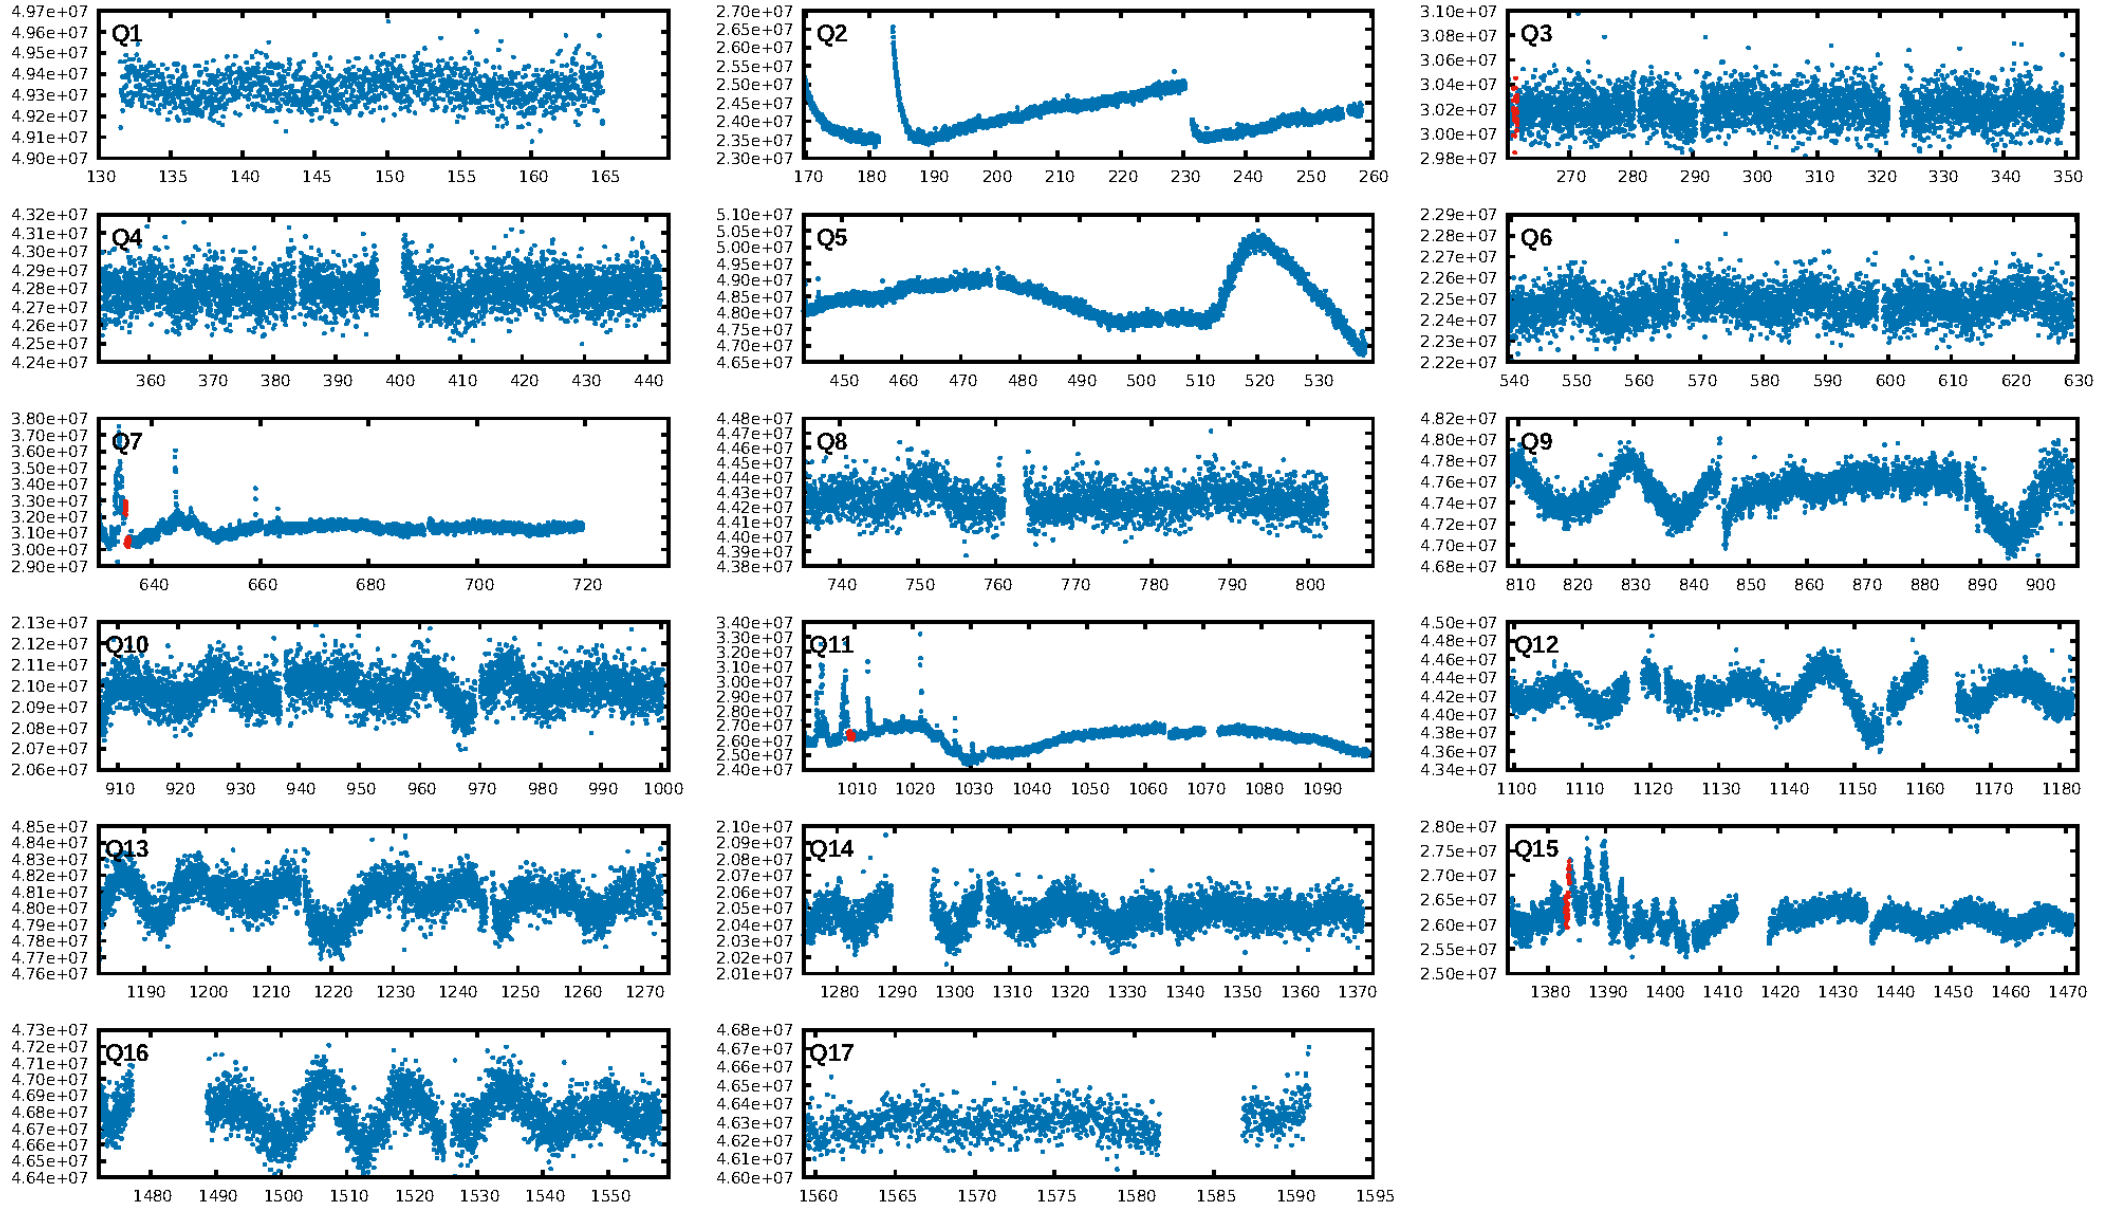 4.97e+07
4.96e+07
4.95e+07
4.94e+07
4.93e+07
4.92e+07
4.91e+07
4.90e+07
Q1
130 135 140 145 150 155 160 165
2.70e+07
2.65e+07
2.60e+07
2.55e+07
2.50e+07
2.45e+07
2.40e+07
2.35e+07
2.30e+07
Q2
170 180 190 200 210 220 230 240 250 260
3.10e+07
3.08e+07
3.06e+07
3.04e+07
3.02e+07
3.00e+07
2.98e+07
Q3
270 280 290 300 310 320 330 340 350
4.32e+07
4.31e+07
4.30e+07
4.29e+07
4.28e+07
4.27e+07
4.26e+07
4.25e+07
4.24e+07
Q4
360 370 380 390 400 410 420 430 440
5.10e+07
5.05e+07
5.00e+07
4.95e+07
4.90e+07
4.85e+07
4.80e+07
4.75e+07
4.70e+07
4.65e+07
Q5
450 460 470 480 490 500 510 520 530
2.29e+07
2.28e+07
2.27e+07
2.26e+07
2.25e+07
2.24e+07
2.23e+07
2.22e+07
Q6
540 550 560 570 580 590 600 610 620 630
3.80e+07
3.70e+07
3.60e+07
3.50e+07
3.40e+07
3.30e+07
3.20e+07
3.10e+07
3.00e+07
2.90e+07
Q7
640 660 680 700 720
4.48e+07
4.47e+07
4.46e+07
4.45e+07
4.44e+07
4.43e+07
4.42e+07
4.41e+07
4.40e+07
4.39e+07
4.38e+07
Q8
740 750 760 770 780 790 800
4.82e+07
4.80e+07
4.78e+07
4.76e+07
4.74e+07
4.72e+07
4.70e+07
4.68e+07
Q9
810 820 830 840 850 860 870 880 890 900
2.13e+07
2.12e+07
2.11e+07
2.10e+07
2.09e+07
2.08e+07
2.07e+07
2.06e+07
Q10
910 920 930 940 950 960 970 980 990 1000
3.40e+07
3.30e+07
3.20e+07
3.10e+07
3.00e+07
2.90e+07
2.80e+07
2.70e+07
2.60e+07
2.50e+07
2.40e+07
Q11
1010 1020 1030 1040 1050 1060 1070 1080 1090
4.50e+07
4.48e+07
4.46e+07
4.44e+07
4.42e+07
4.40e+07
4.38e+07
4.36e+07
4.34e+07
Q12
1100 1110 1120 1130 1140 1150 1160 1170 1180
4.85e+07
4.84e+07
4.83e+07
4.82e+07
4.81e+07
4.80e+07
4.79e+07
4.78e+07
4.77e+07
4.76e+07
Q13
1190 1200 1210 1220 1230 1240 1250 1260 1270
2.10e+07
2.09e+07
2.08e+07
2.07e+07
2.06e+07
2.05e+07
2.04e+07
2.03e+07
2.02e+07
2.01e+07
Q14
1280 1290 1300 1310 1320 1330 1340 1350 1360 1370
2.80e+07
2.75e+07
2.70e+07
2.65e+07
2.60e+07
2.55e+07
2.50e+07
Q15
1380 1390 1400 1410 1420 1430 1440 1450 1460 1470
4.73e+07
4.72e+07
4.71e+07
4.70e+07
4.69e+07
4.68e+07
4.67e+07
4.66e+07
4.65e+07
4.64e+07
Q16
1480 1490 1500 1510 1520 1530 1540 1550
4.68e+07
4.67e+07
4.66e+07
4.65e+07
4.64e+07
4.63e+07
4.62e+07
4.61e+07
4.60e+07
Q17
1560 1565 1570 1575 1580 1585 1590 1595